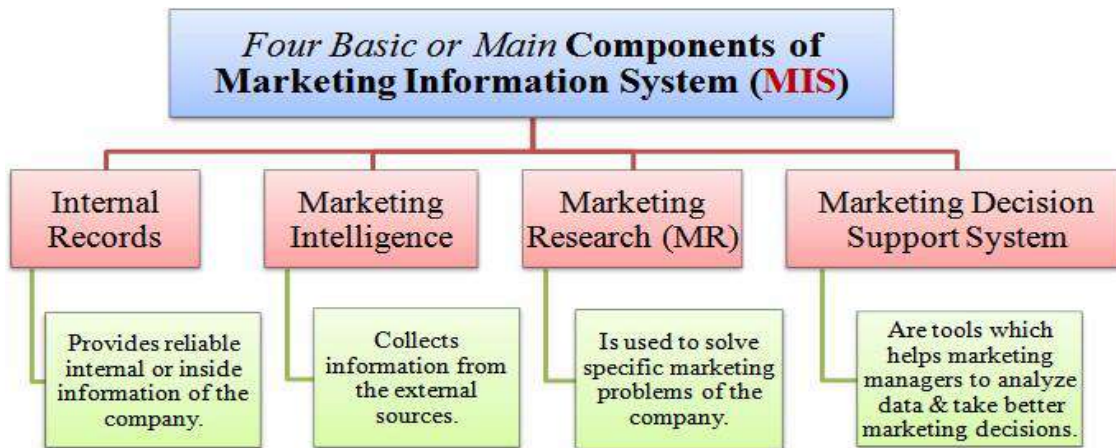 Four Basic or Main Components of
Marketing Information System (MIS)
Internal
Records
Marketing
Intelligence
Marketing
Research (MR)
Marketing Decision
Support System
Provides reliable
internal or inside
information of the
company.
Collects
information from
the external
sources.
Is used to solve
specific marketing
problems of the
company.
Are tools which
helps marketing
managers to analyze
data & take better
marketing decisions.